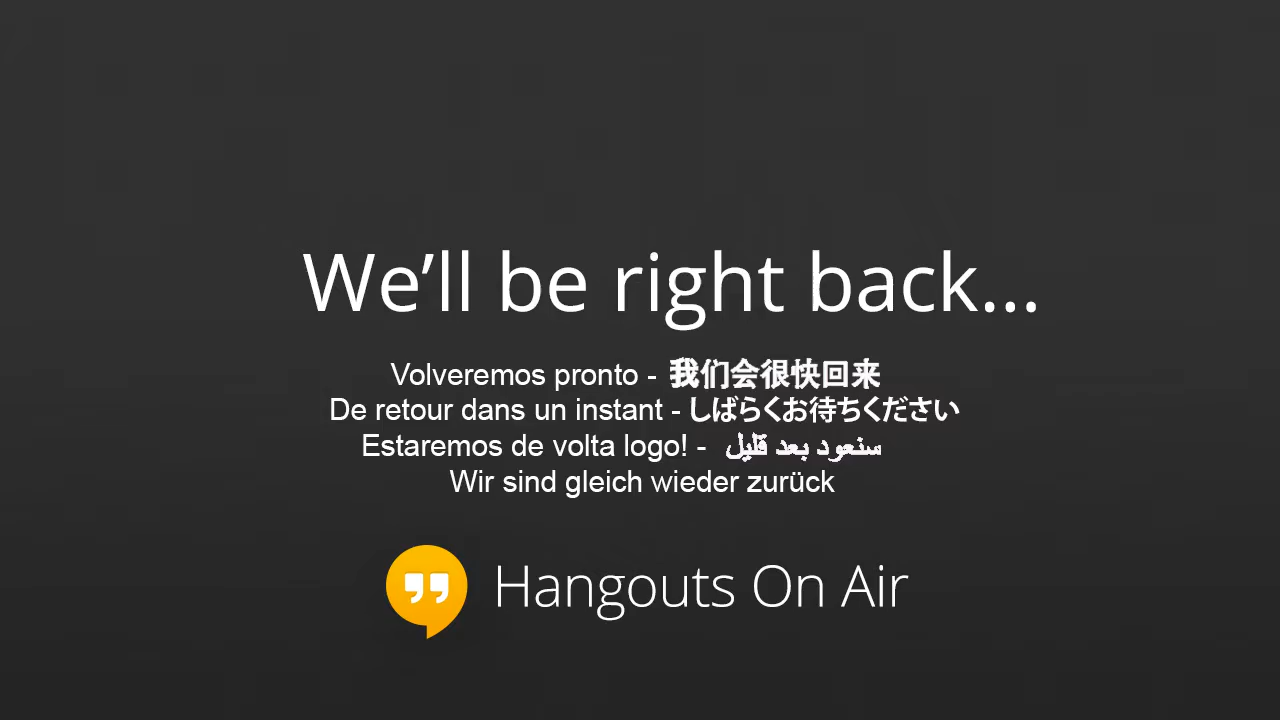 We’ll be right back...
Volveremos pronto - 我们会很快回来
De retour dans un instant - しばらくお待ちください
Estaremos de volta logo! - سنعود بعد قليل
Wir sind gleich wieder zurück
Hangouts On Air